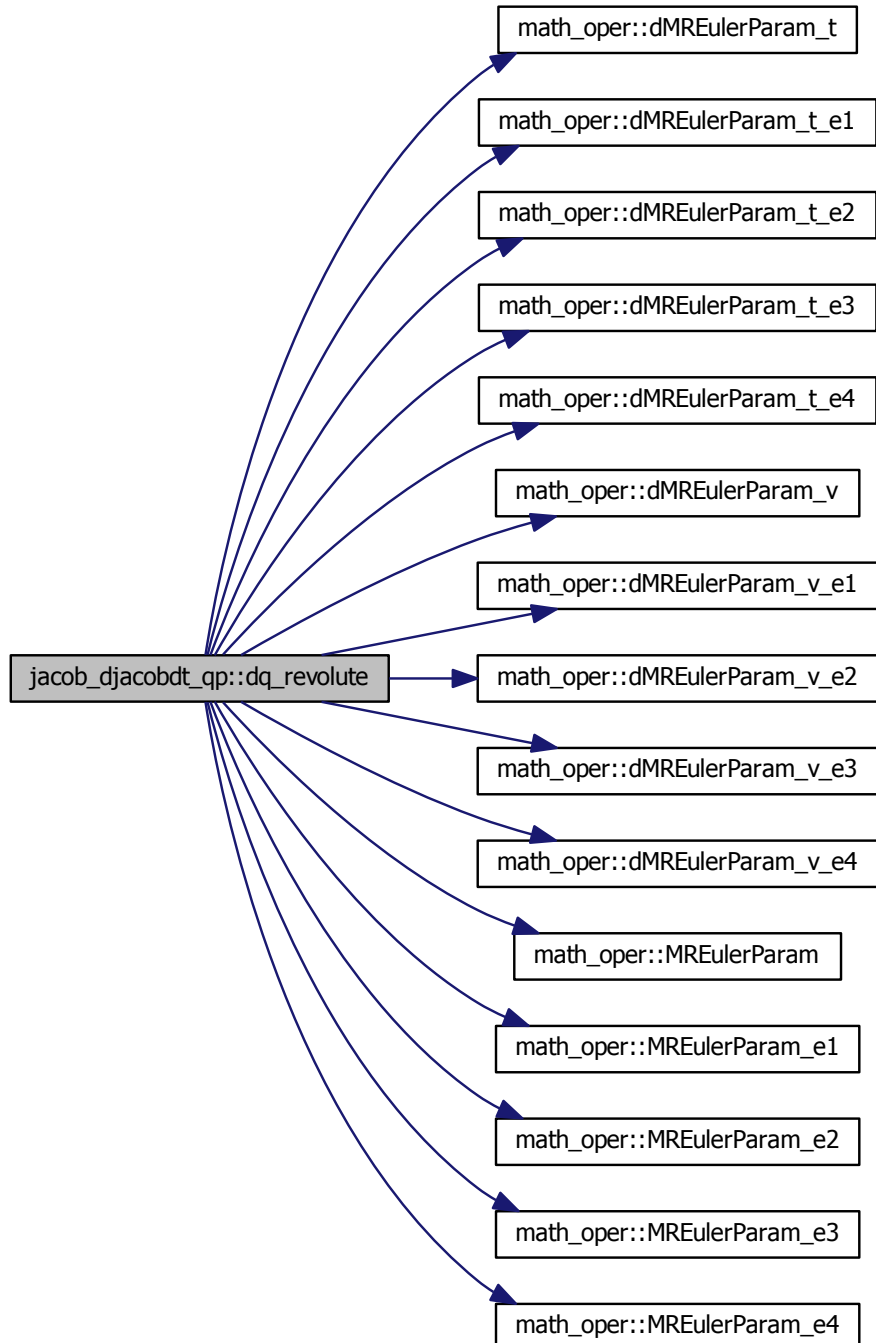 math_oper::dMREulerParam_t
math_oper::dMREulerParam_t_e1
math_oper::dMREulerParam_t_e2
math_oper::dMREulerParam_t_e3
math_oper::dMREulerParam_t_e4
math_oper::dMREulerParam_v
math_oper::dMREulerParam_v_e1
jacob_djacobdt_qp::dq_revolute
math_oper::dMREulerParam_v_e2
math_oper::dMREulerParam_v_e3
math_oper::dMREulerParam_v_e4
math_oper::MREulerParam
math_oper::MREulerParam_e1
math_oper::MREulerParam_e2
math_oper::MREulerParam_e3
math_oper::MREulerParam_e4